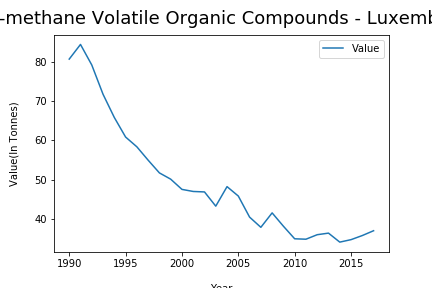 -methane Volatile Organic Compounds - Luxemb
Value
80
70
60
50
40
Value(In Tonnes)
1990 1995 2000 2005 2010 2015
Year